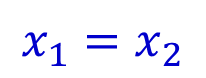 x₁ = x₂